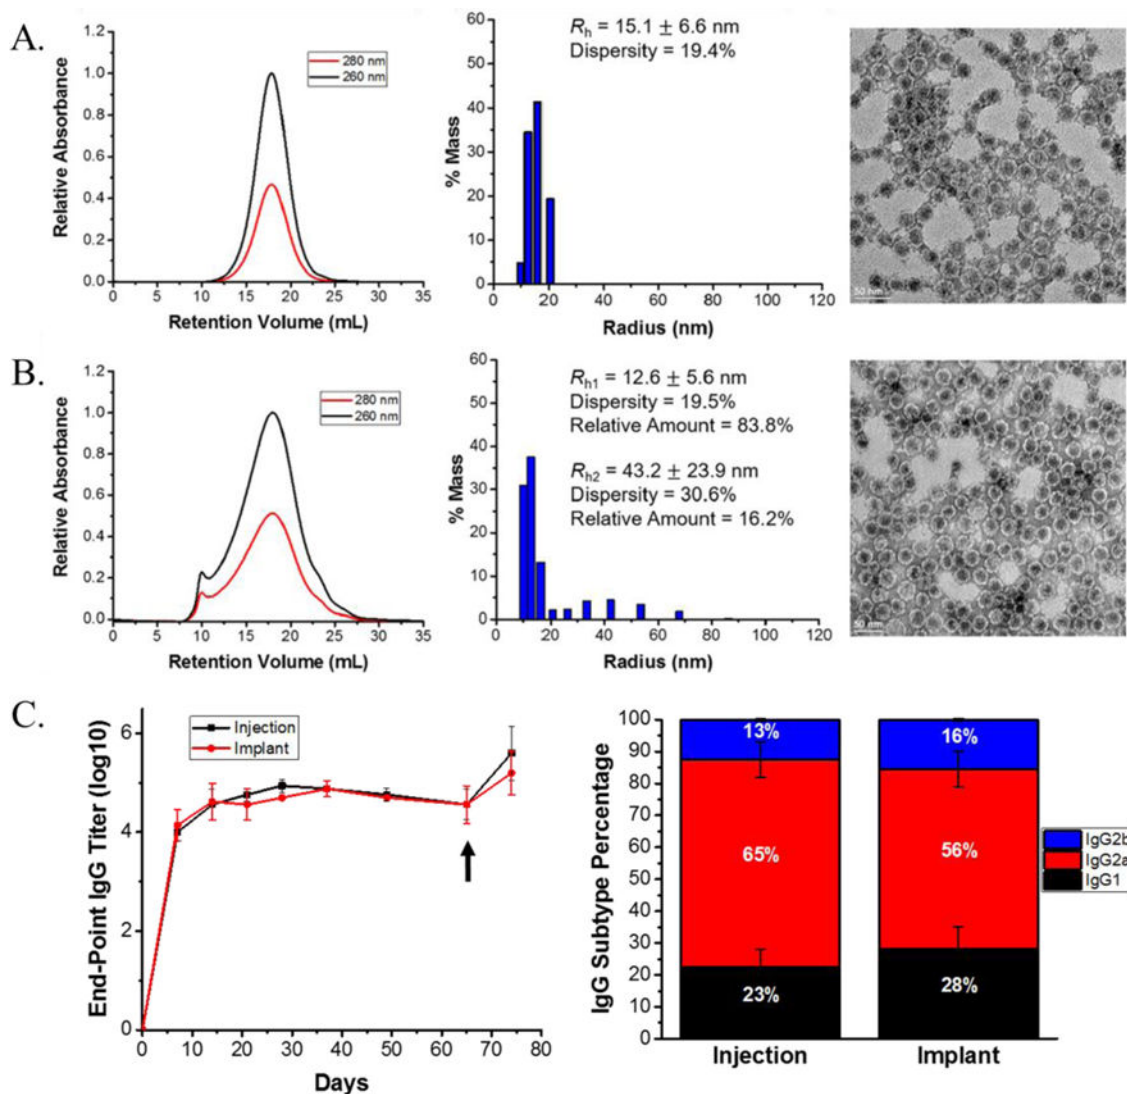 A.
Relative Absorbance
1.2
1.0
0.8
0.6
0.4
0.2
0.0
0 5 10 15 20 25 30 35
Retention Volume (mL)
280 nm
260 nm
% Mass
60
50
40
30
20
10
0
0 20 40 60 80 100 120
Radius (nm)
Rh = 15.1 ± 6.6 nm
Dispersity = 19.4%
50 nm
B.
Relative Absorbance
1.2
1.0
0.8
0.6
0.4
0.2
0.0
0 5 10 15 20 25 30 35
Retention Volume (mL)
280 nm
260 nm
% Mass
60
50
40
30
20
10
0
0 20 40 60 80 100 120
Radius (nm)
Rh1 = 12.6 ± 5.6 nm
Dispersity = 19.5%
Relative Amount = 83.8%
Rh2 = 43.2 ± 23.9 nm
Dispersity = 30.6%
Relative Amount = 16.2%
50 nm
C.
End-Point IgG Titer (log10)
6
4
2
0
0 10 20 30 40 50 60 70 80
Days
Injection
Implant
IgG Subtype Percentage
100
90
80
70
60
50
40
30
20
10
0
13%
65%
23%
16%
56%
28%
Injection Implant
IgG2b
IgG2a
IgG1